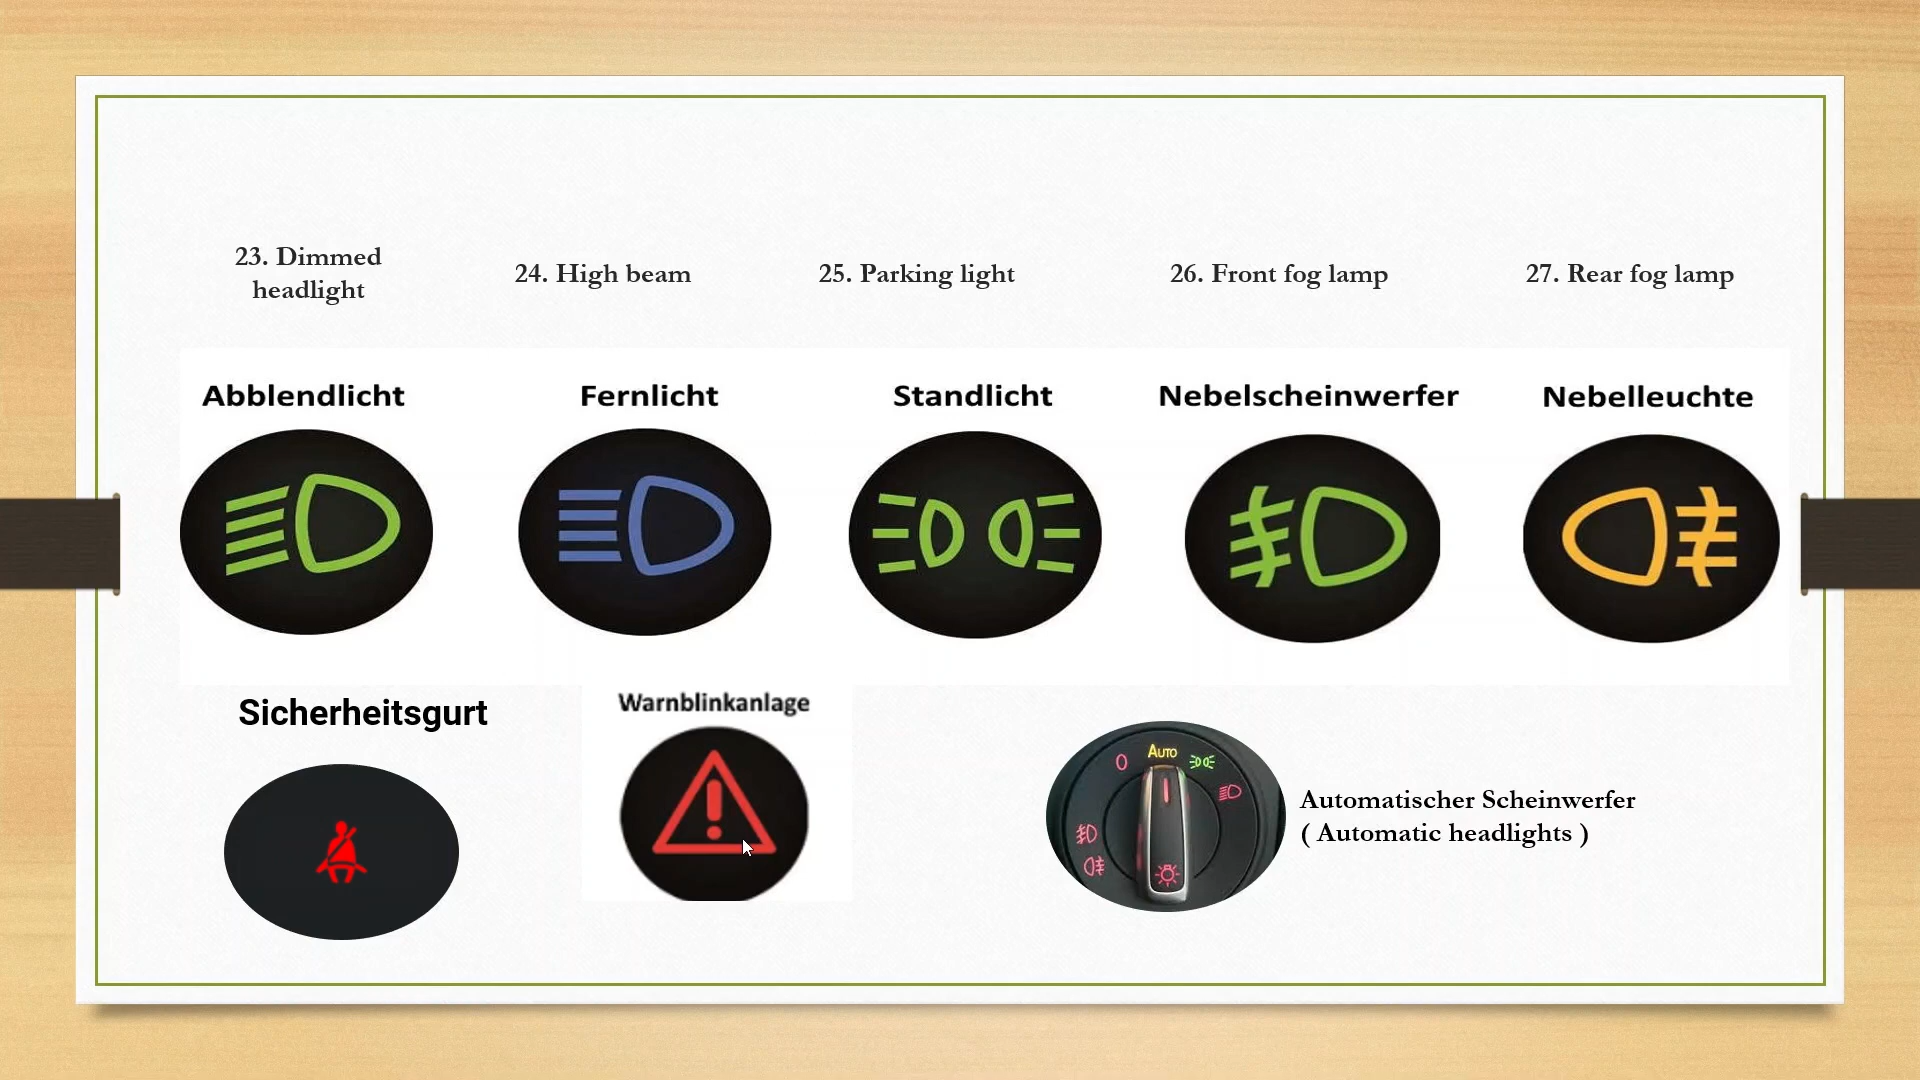 23. Dimmed
headlight
24. High beam
25. Parking light
26. Front fog lamp
27. Rear fog lamp
Abblendlicht
Fernlicht
Standlicht
Nebelscheinwerfer
Nebelleuchte
Sicherheitsgurt
Warnblinkanlage
0
AUTO
Automatischer Scheinwerfer
( Automatic headlights )